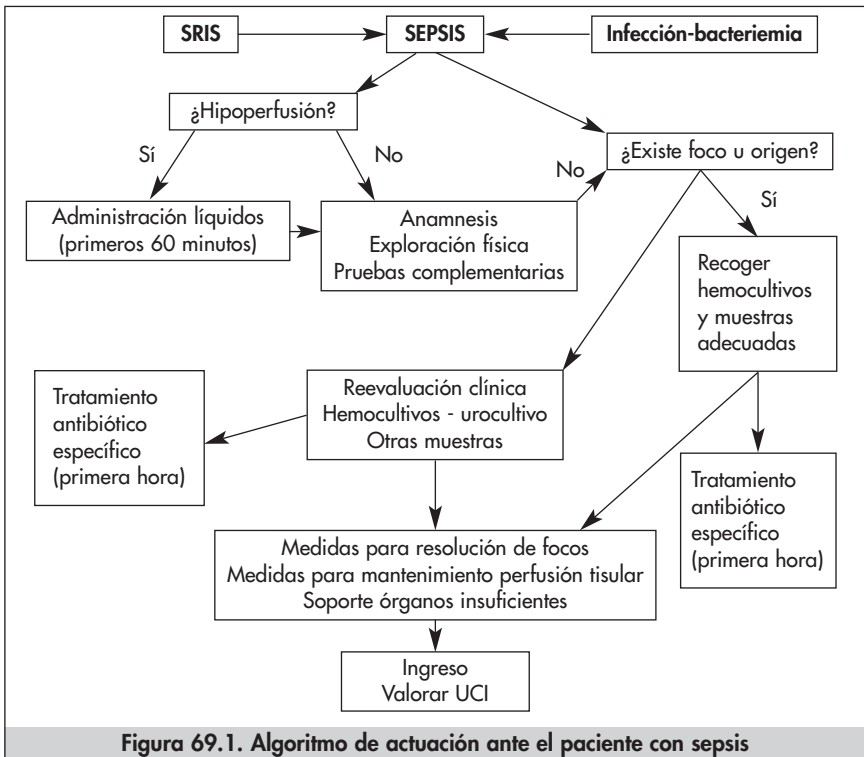 SRIS
SEPSIS
Infección-bacteriemia
¿Hipoperfusión?
Sí
No
¿Existe foco u origen?
No
Sí
Administración líquidos
(primeros 60 minutos)
Anamnesis
Exploración física
Pruebas complementarias
Recoger
hemocultivos
y muestras
adecuadas
Tratamiento
antibiótico
específico
(primera hora)
Reevaluación clínica
Hemocultivos - urocultivo
Otras muestras
Tratamiento
antibiótico
específico
(primera hora)
Medidas para resolución de focos
Medidas para mantenimiento perfusión tisular
Soporte órganos insuficientes
Ingreso
Valorar UCI
Figura 69.1. Algoritmo de actuación ante el paciente con sepsis